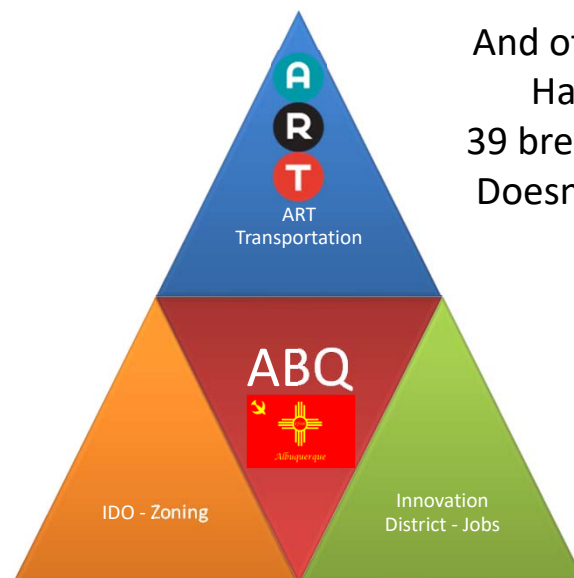 And of
Ha
39 bre
Doesn
A
R
T
ART
Transportation
ABQ
Albuquerque
IDO - Zoning
Innovation
District - Jobs